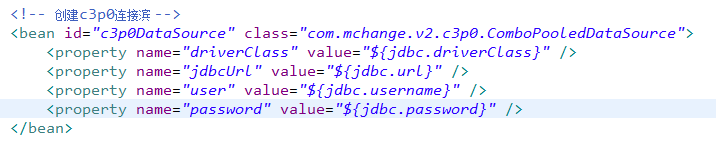 <!-- 创建c3p0连接滨 -->
<bean id="c3p0DataSource" class="com.mchange.v2.c3p0.ComboPooledDataSource">
<property name="driverClass" value="${jdbc.driverClass}" />
<property name="jdbcUrl" value="${jdbc.url}" />
<property name="user" value="${jdbc.username}" />
<property name="password" value="${jdbc.password}" />
</bean>